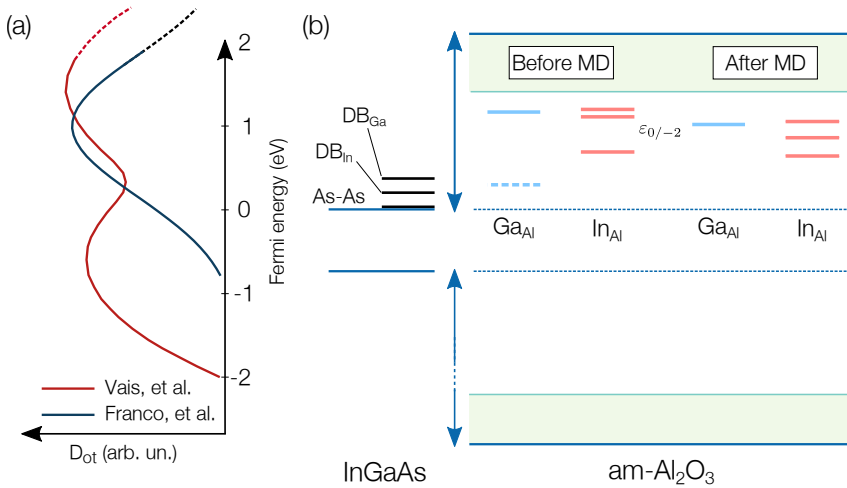 (a)
2
1
0
-1
-2
Fermi energy (eV)
Vais, et al.
Franco, et al.
D_ot (arb. un.)
(b)
Before MD
After MD
DB_Ga
DB_In
As-As
ε_0/−2
Ga_Al
In_Al
Ga_Al
In_Al
InGaAs
am-Al₂O₃